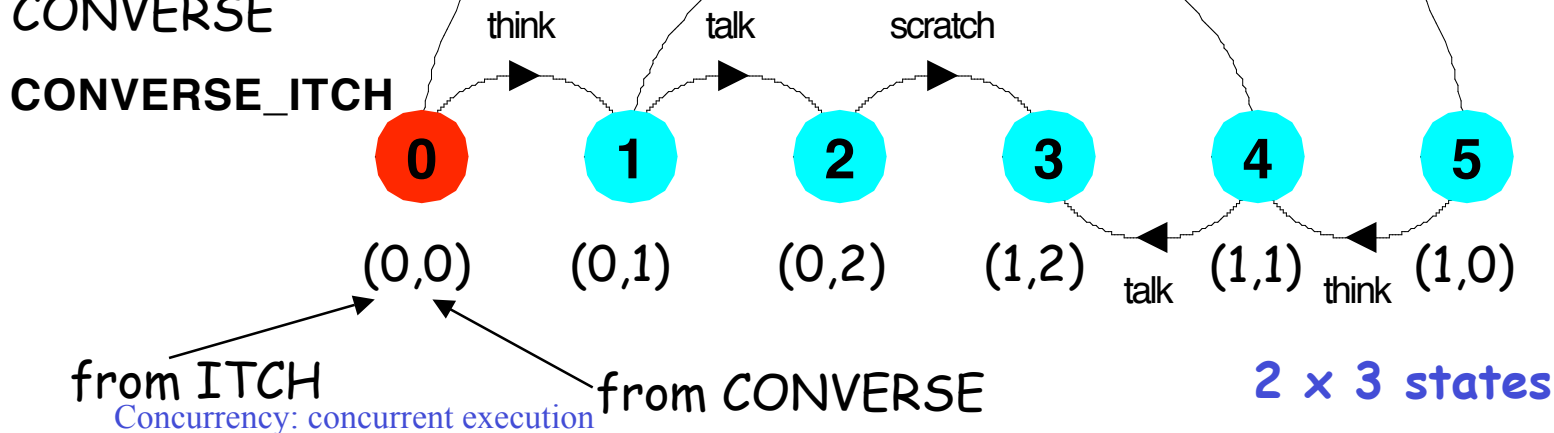 CONVERSE
think talk scratch
CONVERSE_ITCH
0 1 2 3 4 5
(0,0) (0,1) (0,2) (1,2) (1,1) (1,0)
talk think
from ITCH
from CONVERSE
2 x 3 states
Concurrency: concurrent execution